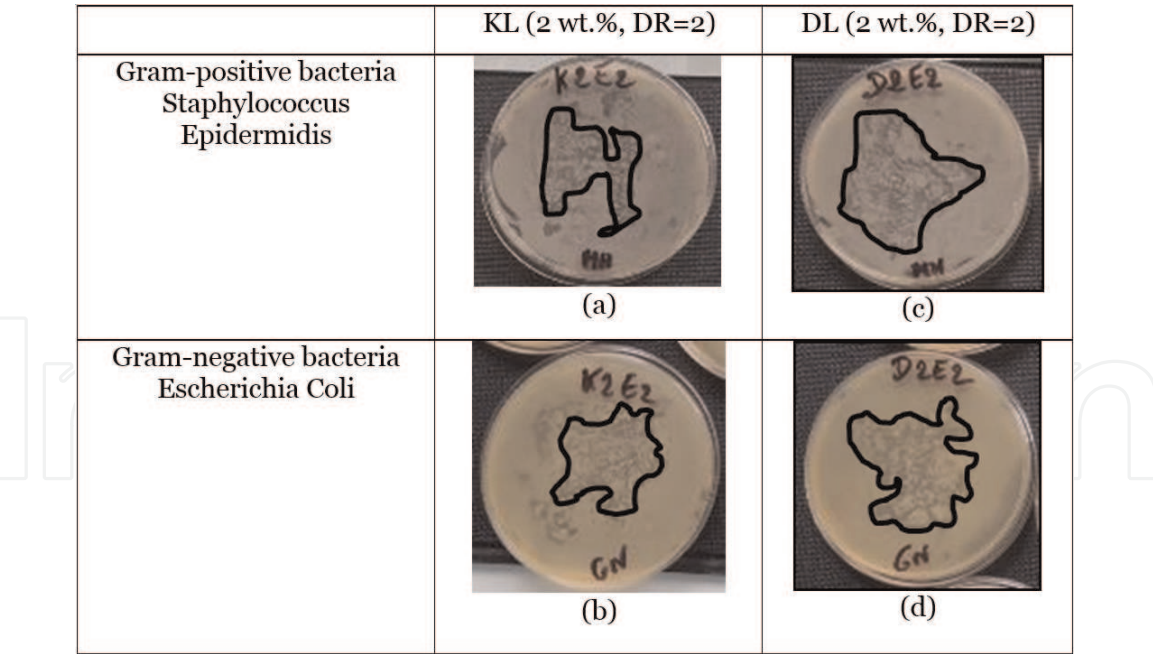 KL (2 wt.%, DR=2)
DL (2 wt.%, DR=2)
Gram-positive bacteria
Staphylococcus
Epidermidis
K2E2
D2E2
MH
MH
(a)
(c)
Gram-negative bacteria
Escherichia Coli
K2E2
D2E2
GN
GN
(b)
(d)